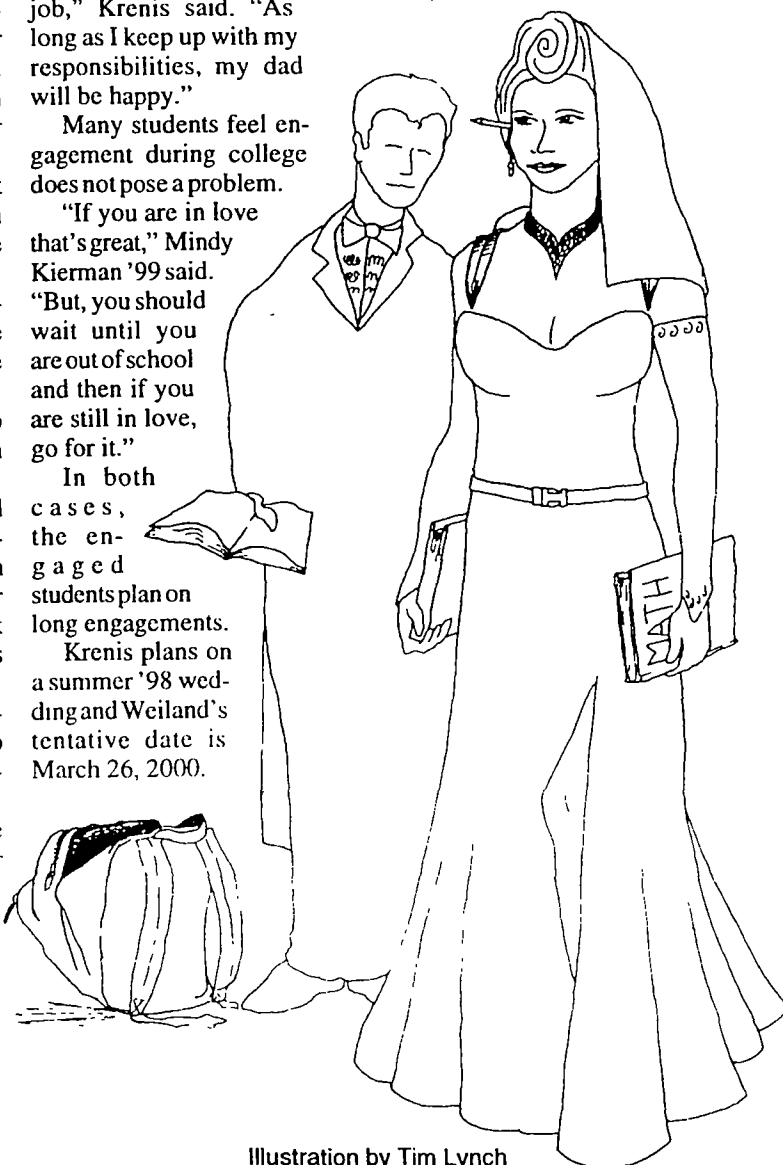 job,” Krenis said. “As
long as I keep up with my
responsibilities, my dad
will be happy.”
Many students feel en-
gagement during college
does not pose a problem.
“If you are in love
that’s great,” Mindy
Kierman ’99 said.
“But, you should
wait until you
are out of school
and then if you
are still in love,
go for it.”
In both
cases,
the en-
gaged
students plan on
long engagements.
Krenis plans on
a summer ’98 wed-
ding and Weiland’s
tentative date is
March 26, 2000.
MATH
Illustration by Tim Lynch